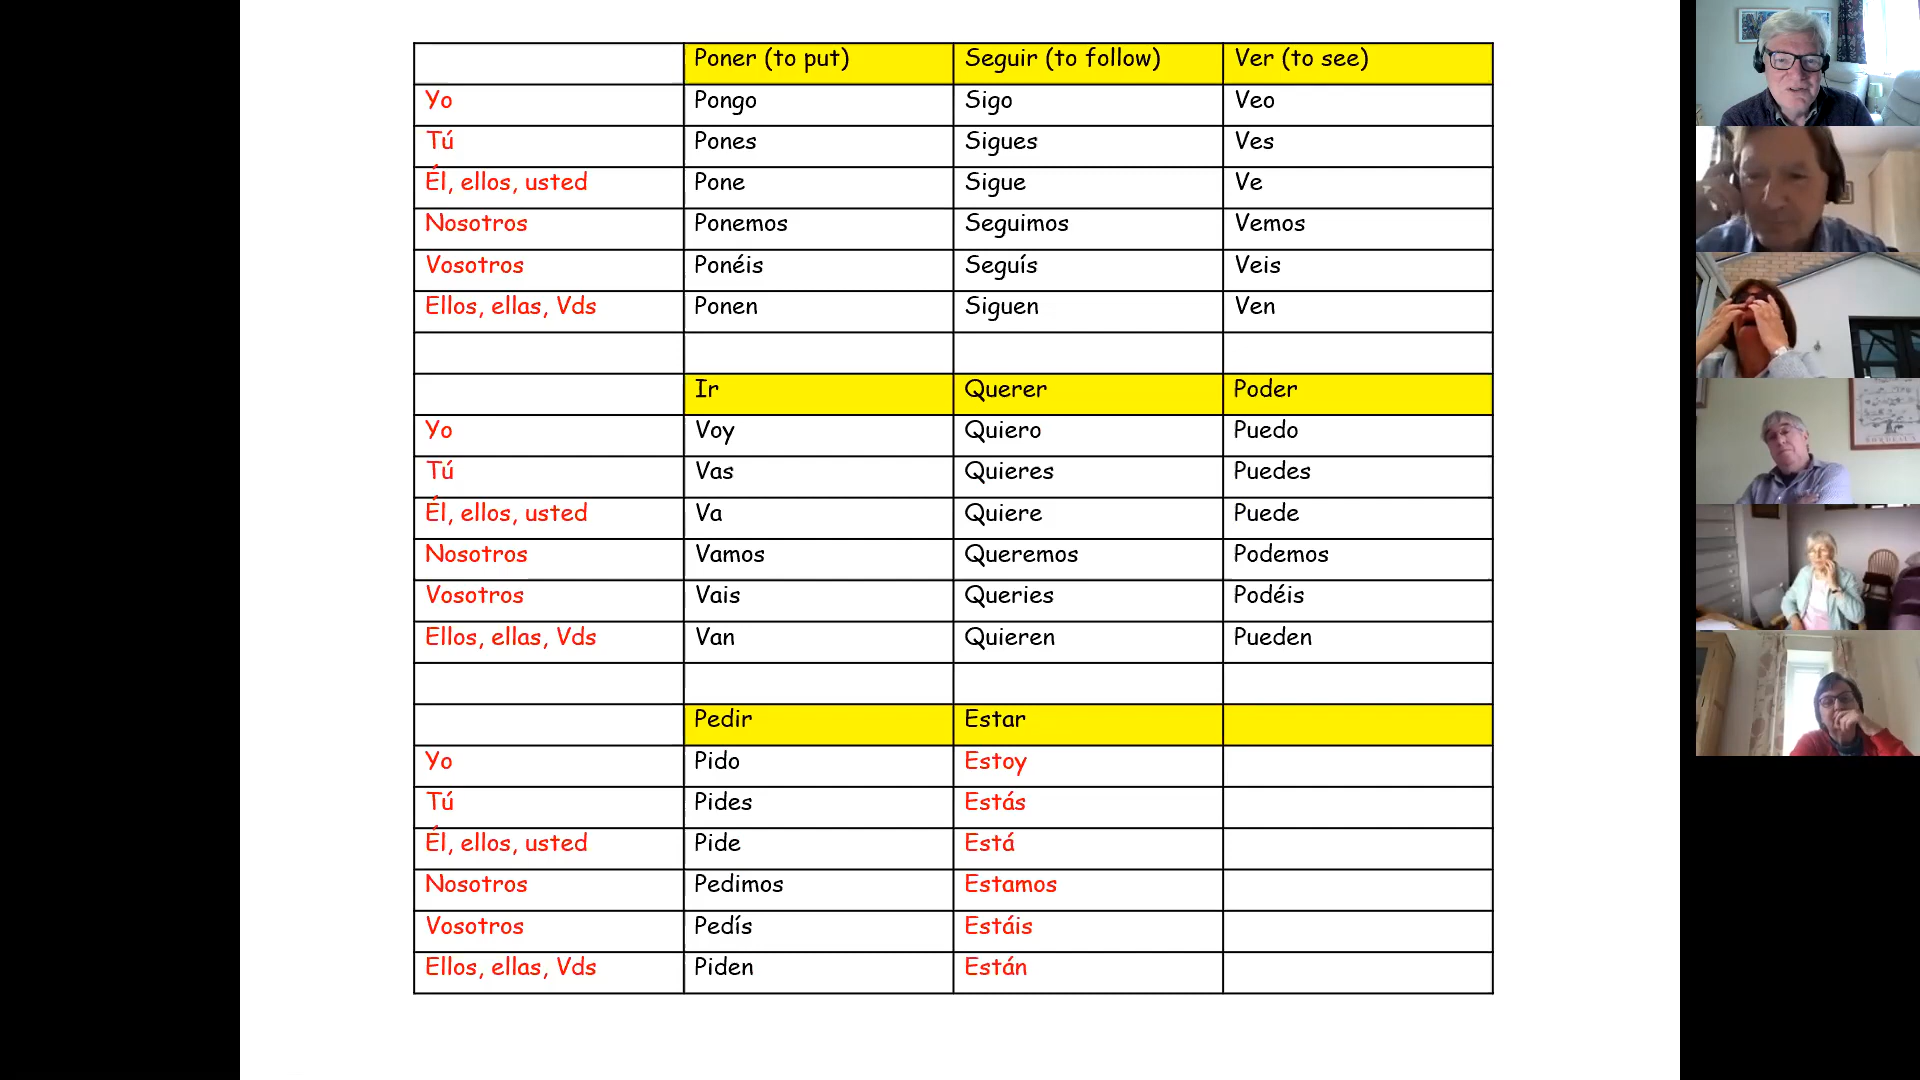 Poner (to put) Seguir (to follow) Ver (to see)
Yo Pongo Sigo Veo
Tú Pones Sigues Ves
Él, ellos, usted Pone Sigue Ve
Nosotros Ponemos Seguimos Vemos
Vosotros Ponéis Seguís Veis
Ellos, ellas, Vds Ponen Siguen Ven
Ir Querer Poder
Yo Voy Quiero Puedo
Tú Vas Quieres Puedes
Él, ellos, usted Va Quiere Puede
Nosotros Vamos Queremos Podemos
Vosotros Vais Queries Podéis
Ellos, ellas, Vds Van Quieren Pueden
Pedir Estar
Yo Pido Estoy
Tú Pides Estás
Él, ellos, usted Pide Está
Nosotros Pedimos Estamos
Vosotros Pedís Estáis
Ellos, ellas, Vds Piden Están